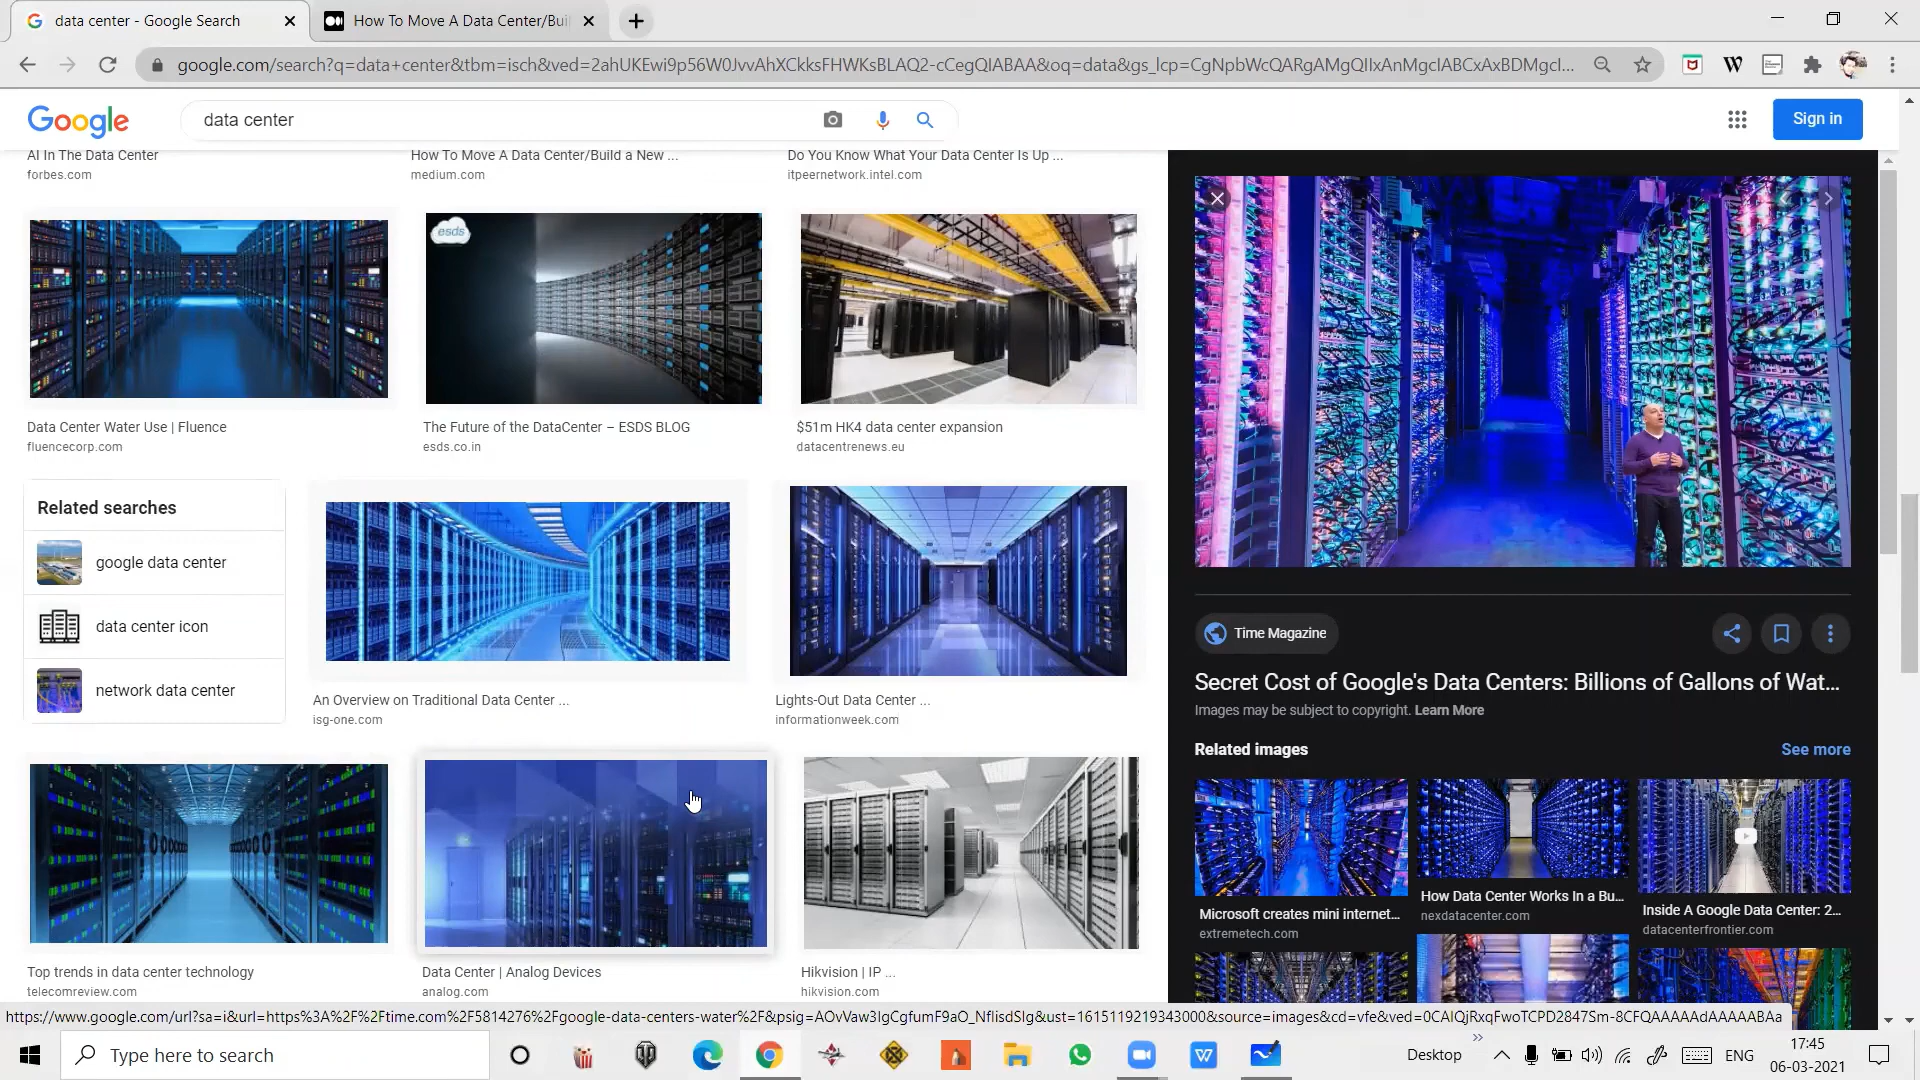 data center - Google Search
How To Move A Data Center/Bui
google.com/search?q=data+center&tbm=isch&ved=2ahUKEwi9p56W0JvvAhXCkksFHWKsBLAQ2-cCegQIABAA&oq=data&gs_lcp=CgNpbWcQARgAMgQIIxAnMgcIABCxAxBDMgcI...
Google
data center
Sign in
AI In The Data Center
forbes.com
How To Move A Data Center/Build a New ...
medium.com
Do You Know What Your Data Center Is Up ...
itpeernetwork.intel.com
esds
Data Center Water Use | Fluence
fluencecorp.com
The Future of the DataCenter – ESDS BLOG
esds.co.in
$51m HK4 data center expansion
datacentrenews.eu
Related searches
google data center
data center icon
network data center
An Overview on Traditional Data Center ...
isg-one.com
Lights-Out Data Center ...
informationweek.com
Top trends in data center technology
telecomreview.com
Data Center | Analog Devices
analog.com
Hikvision | IP ...
hikvision.com
Time Magazine
Secret Cost of Google's Data Centers: Billions of Gallons of Wat...
Images may be subject to copyright. Learn More
Related images
See more
Microsoft creates mini internet...
extremetech.com
How Data Center Works In a Bu...
nexdatacenter.com
Inside A Google Data Center: 2...
datacenterfrontier.com
https://www.google.com/url?sa=i&url=https%3A%2F%2Ftime.com%2F5814276%2Fgoogle-data-centers-water%2F&psig=AOvVaw3IgCgfumF9aO_NflisdSIg&ust=1615119219343000&source=images&cd=vfe&ved=0CAIQjRxqFwoTCPD2847Sm-8CFQAAAAAdAAAAABAa
Type here to search
Desktop
ENG
17:45
06-03-2021